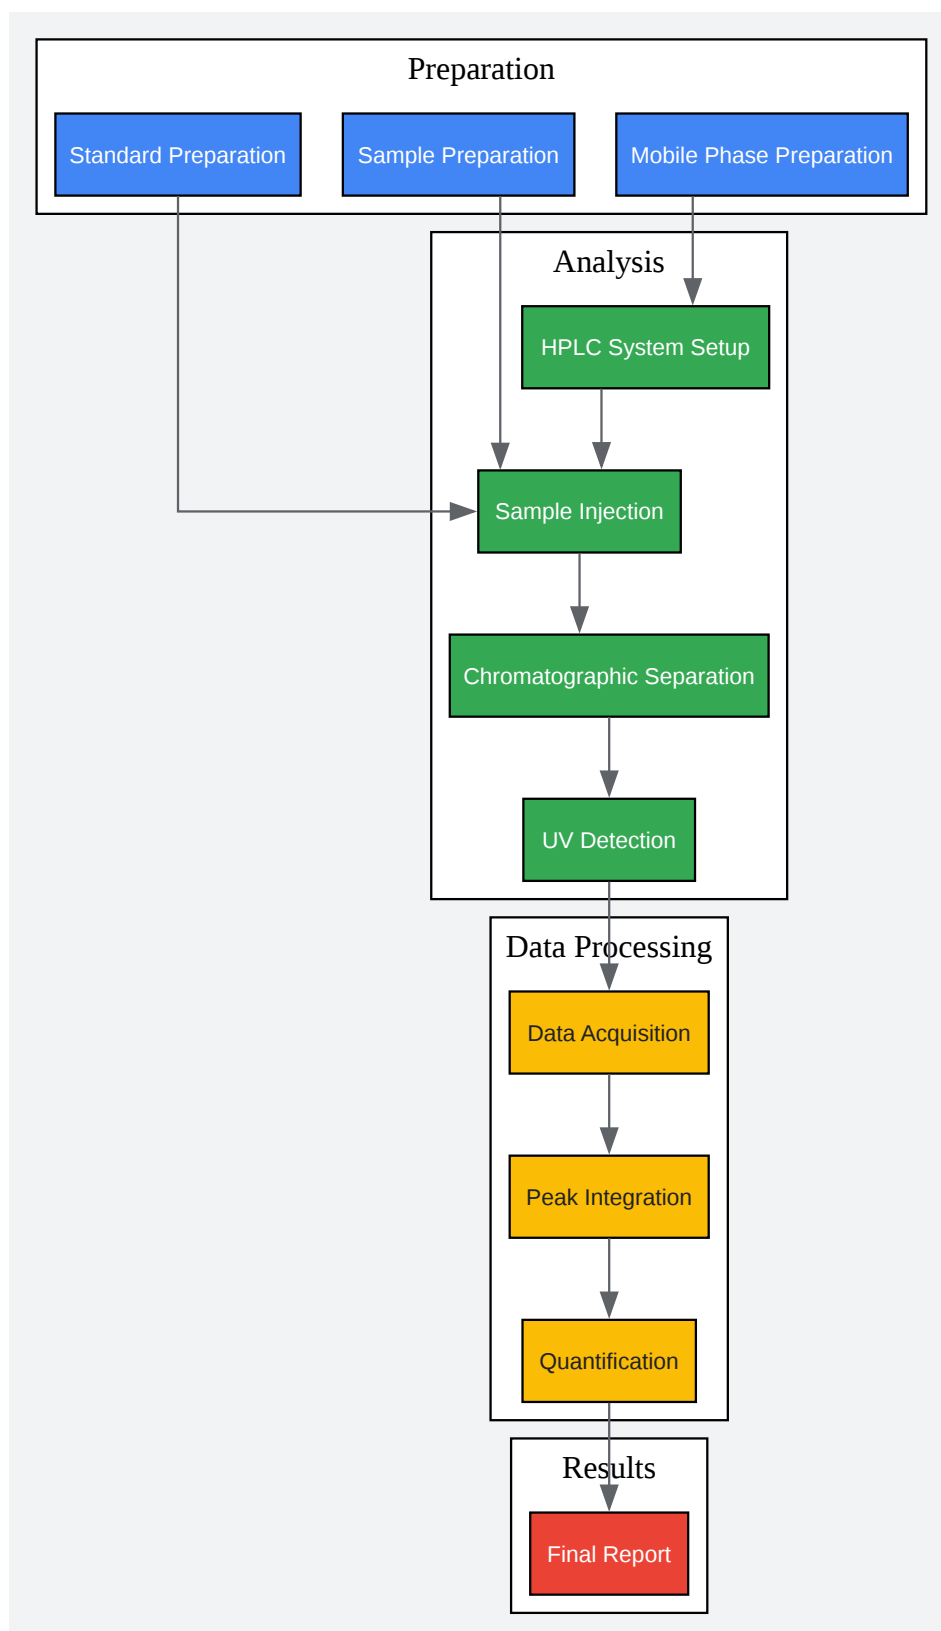 Preparation
Standard Preparation
Sample Preparation
Mobile Phase Preparation
Analysis
HPLC System Setup
Sample Injection
Chromatographic Separation
UV Detection
Data Processing
Data Acquisition
Peak Integration
Quantification
Results
Final Report